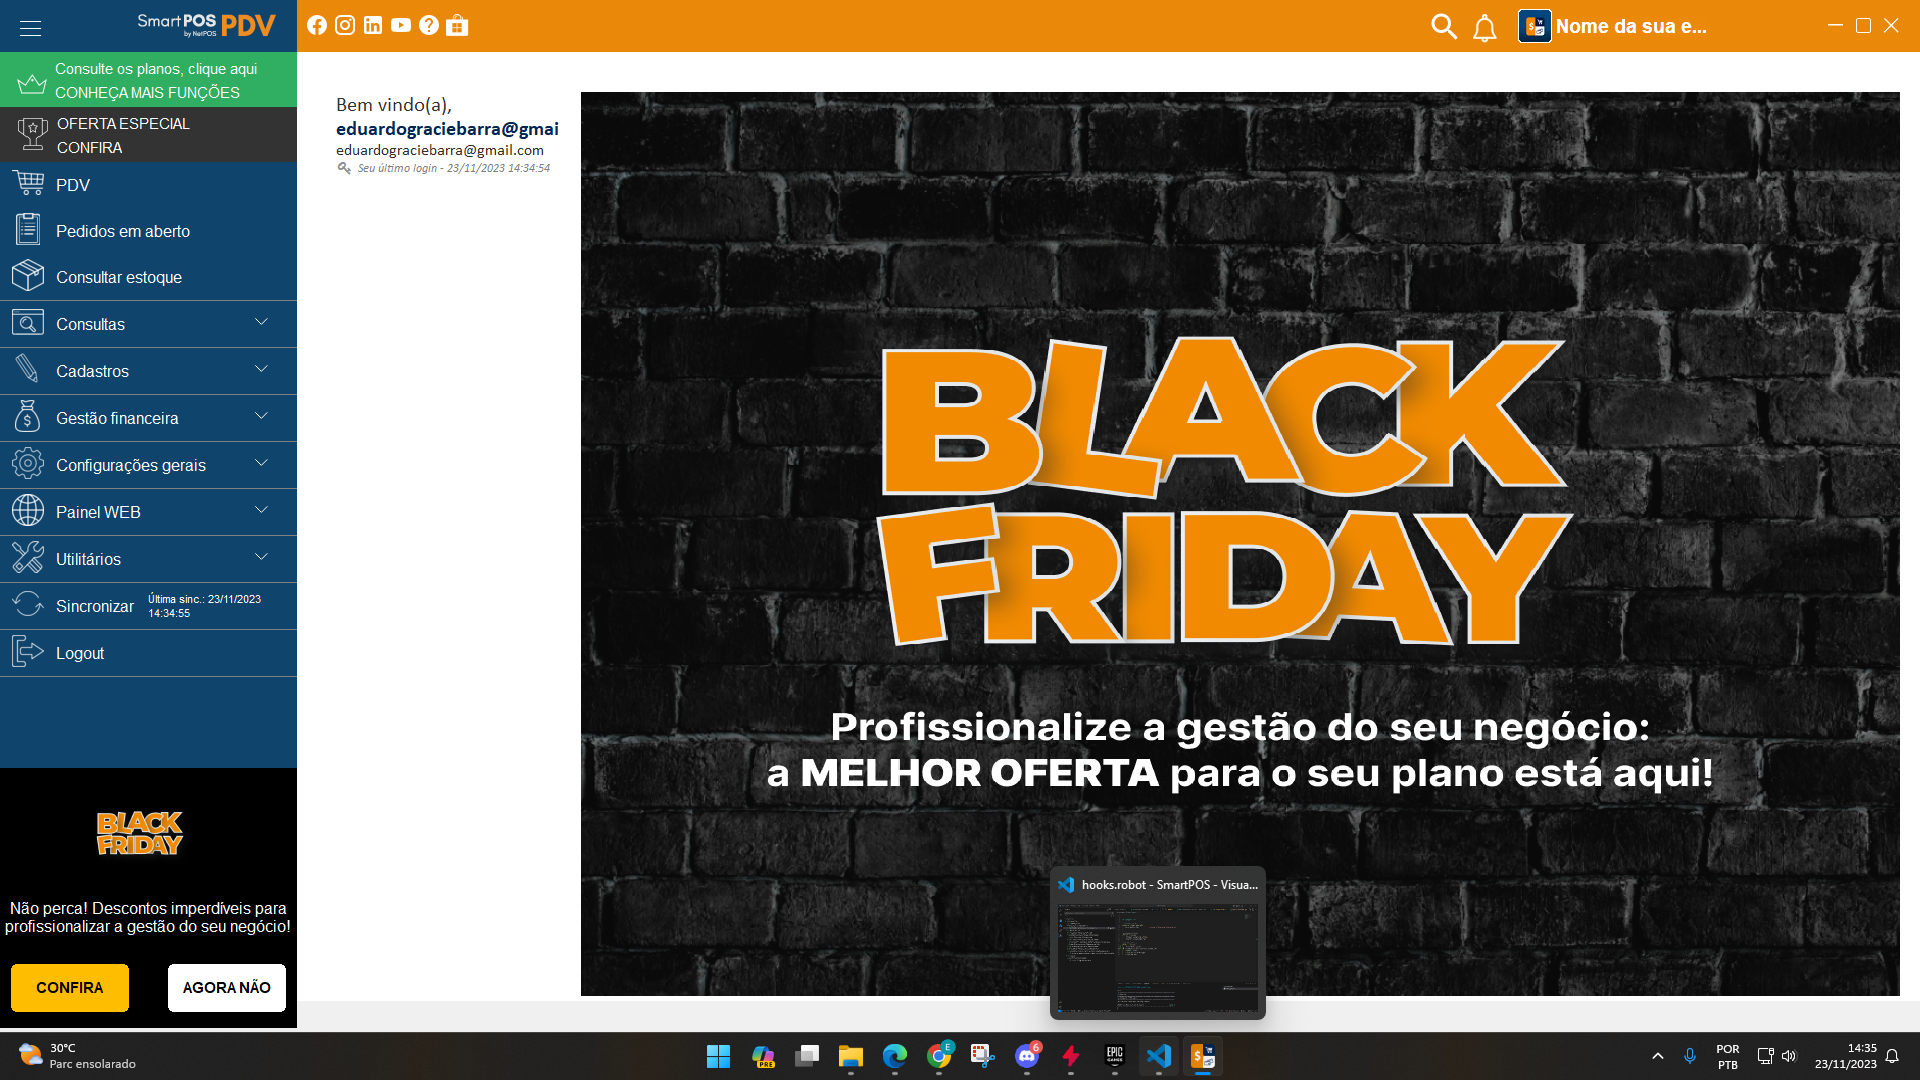 SmartPOS PDV
by NetPOS
Nome da sua e...
Consulte os planos, clique aqui
CONHEÇA MAIS FUNÇÕES
OFERTA ESPECIAL
CONFIRA
PDV
Pedidos em aberto
Consultar estoque
Consultas
Cadastros
Gestão financeira
Configurações gerais
Painel WEB
Utilitários
Sincronizar
Última sinc.: 23/11/2023
14:34:55
Logout
BLACK
FRIDAY
Não perca! Descontos imperdíveis para
profissionalizar a gestão do seu negócio!
CONFIRA
AGORA NÃO
Bem vindo(a),
eduardograciebarra@gmai
eduardograciebarra@gmail.com
Seu último login - 23/11/2023 14:34:54
BLACK
FRIDAY
Profissionalize a gestão do seu negócio:
a MELHOR OFERTA para o seu plano está aqui!
hooks.robot - SmartPOS - Visua...
30°C
Parc ensolarado
PRE
E
6
EPIC
GAMES
POR
PTB
14:35
23/11/2023